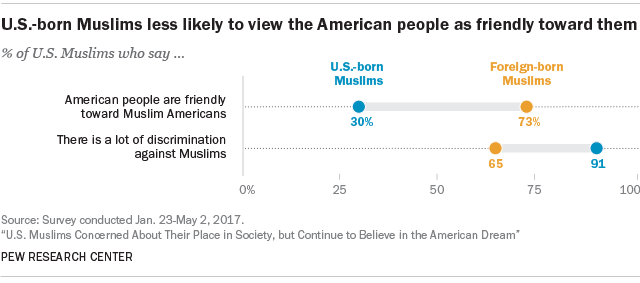 U.S.-born Muslims less likely to view the American people as friendly toward them
% of U.S. Muslims who say ...
U.S.-born Muslims
Foreign-born Muslims
American people are friendly
toward Muslim Americans
30%
73%
There is a lot of discrimination
against Muslims
65
91
0%
25
50
75
100
Source: Survey conducted Jan. 23-May 2, 2017.
“U.S. Muslims Concerned About Their Place in Society, but Continue to Believe in the American Dream”
PEW RESEARCH CENTER